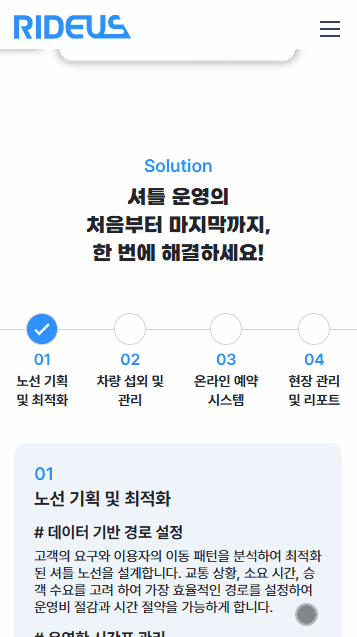 RIDEUS
Solution
셔틀 운영의
처음부터 마지막까지,
한 번에 해결하세요!
01
02
03
04
노선 기획
및 최적화
차량 섭외 및
관리
온라인 예약
시스템
현장 관리
및 리포트
01
노선 기획 및 최적화
# 데이터 기반 경로 설정
고객의 요구와 이용자의 이동 패턴을 분석하여 최적화
된 셔틀 노선을 설계합니다. 교통 상황, 소요 시간, 승
객 수요를 고려 하여 가장 효율적인 경로를 설정하여
운영비 절감과 시간 절약을 가능하게 합니다.
# 유연한 시간표 관리